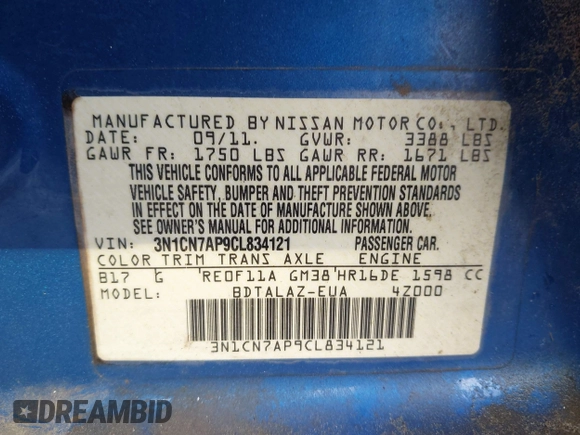 MANUFACTURED BY NISSAN MOTOR CO., LTD.
DATE: 09/11. GVWR: 3388 LBS
GAWR FR: 1750 LBS GAWR RR: 1671 LBS
THIS VEHICLE CONFORMS TO ALL APPLICABLE FEDERAL MOTOR
VEHICLE SAFETY, BUMPER AND THEFT PREVENTION STANDARDS
IN EFFECT ON THE DATE OF MANUFACTURE SHOWN ABOVE.
SEE OWNER'S MANUAL FOR ADDITIONAL INFORMATION.
VIN: 3N1CN7AP9CL834121 PASSENGER CAR.
COLOR TRIM TRANS AXLE ENGINE
B17 G RE0F11A GM38 HR16DE 1598 CC
MODEL: BDTALAZ-EUA 4Z000
3N1CN7AP9CL834121
DREAMBID